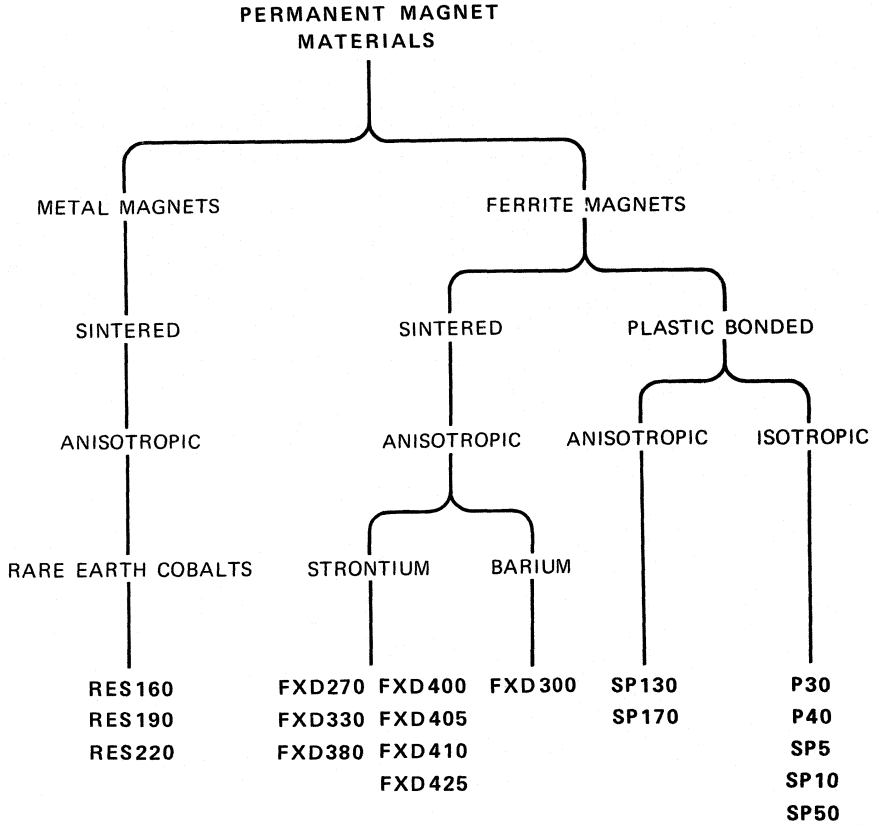 PERMANENT MAGNET
MATERIALS
METAL MAGNETS
FERRITE MAGNETS
SINTERED
SINTERED
PLASTIC BONDED
ANISOTROPIC
ANISOTROPIC
ANISOTROPIC
ISOTROPIC
RARE EARTH COBALTS
STRONTIUM
BARIUM
RES160
RES190
RES220
FXD270
FXD330
FXD380
FXD400
FXD405
FXD410
FXD425
FXD300
SP130
SP170
P30
P40
SP5
SP10
SP50